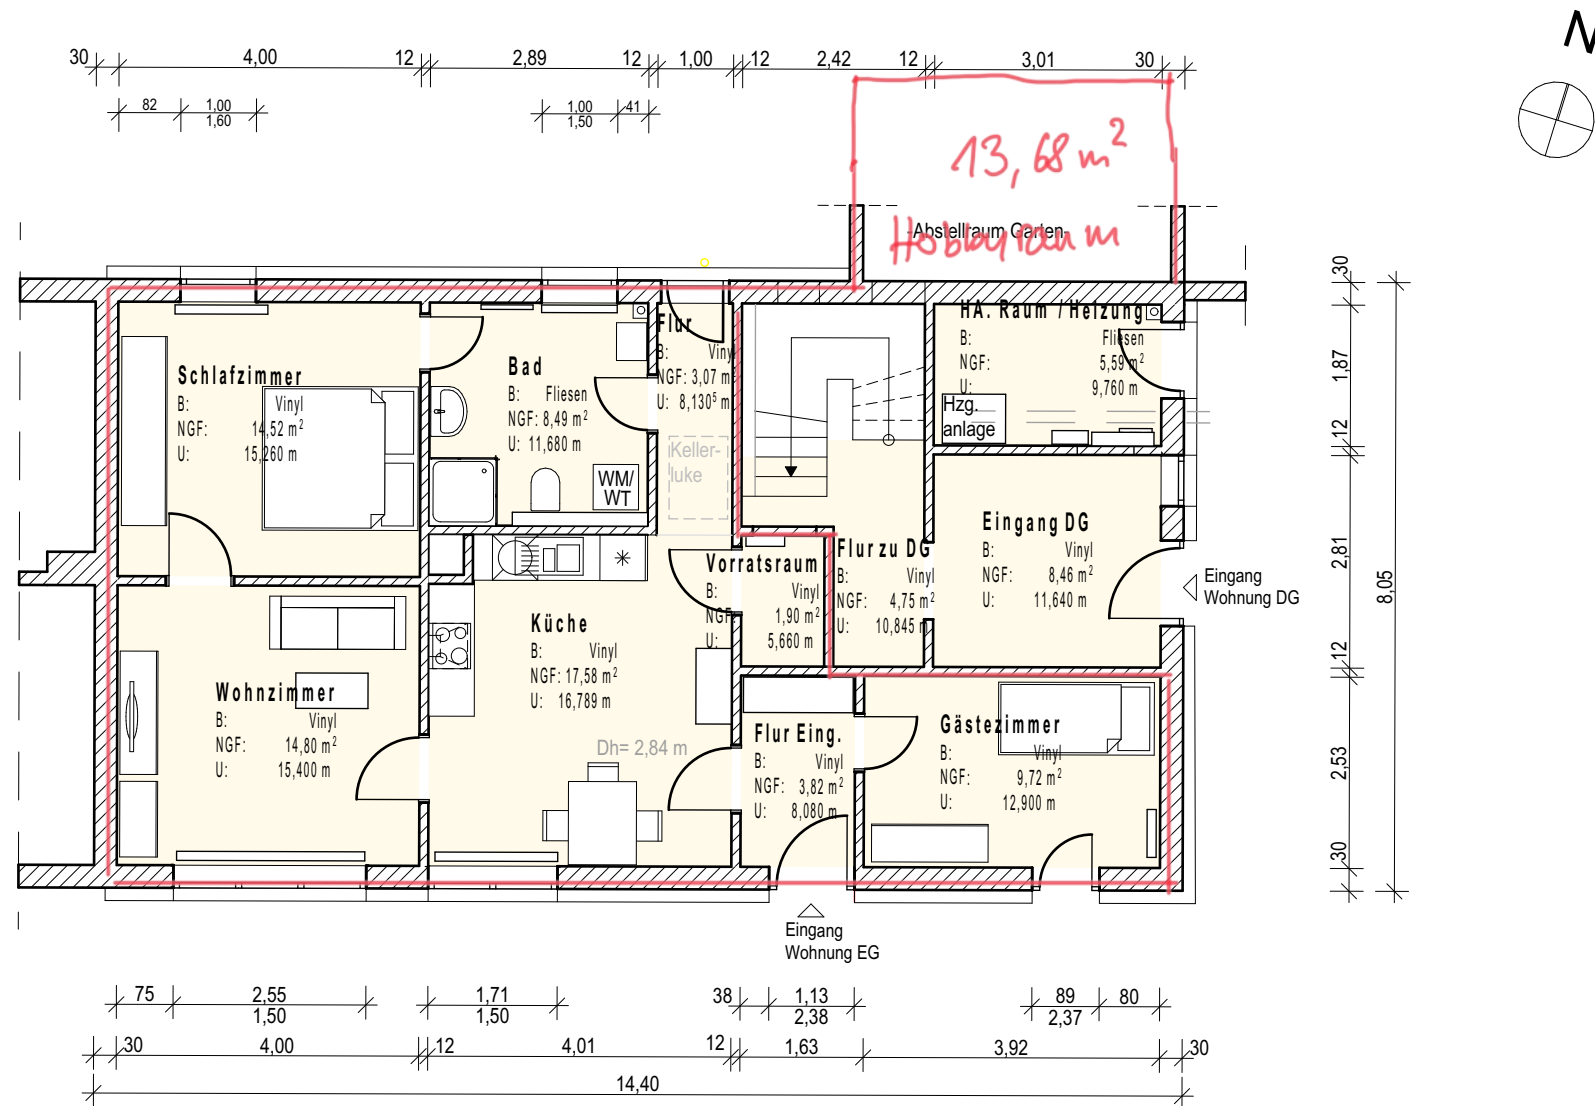 N
30 4,00 12 2,89 12 1,00 12 2,42 12 3,01 30
82 1,00 1,00 41
1,60 1,50
13,68 m²
Hobbyraum
-Abstellraum Garten-
Schlafzimmer
B: Vinyl
NGF: 14,52 m²
U: 15,260 m
Bad
B: Fliesen
NGF: 8,49 m²
U: 11,680 m
WM/
WT
Flur
B: Vinyl
NGF: 3,07 m²
U: 8,130⁵ m
Keller-
luke
HA. Raum / Heizung
B: Fliesen
NGF: 5,59 m²
U: 9,760 m
Hzg.
anlage
Eingang DG
B: Vinyl
NGF: 8,46 m²
U: 11,640 m
Eingang
Wohnung DG
Flur zu DG
B: Vinyl
NGF: 4,75 m²
U: 10,845 m
Vorratsraum
B: Vinyl
NGF: 1,90 m²
U: 5,660 m
Küche
B: Vinyl
NGF: 17,58 m²
U: 16,789 m
Dh= 2,84 m
Wohnzimmer
B: Vinyl
NGF: 14,80 m²
U: 15,400 m
Flur Eing.
B: Vinyl
NGF: 3,82 m²
U: 8,080 m
Gästezimmer
B: Vinyl
NGF: 9,72 m²
U: 12,900 m
Eingang
Wohnung EG
30
1,87
12
2,81
12
2,53
30
8,05
75 2,55 1,71 38 1,13 89 80
1,50 1,50 2,38 2,37
30 4,00 12 4,01 12 1,63 3,92 30
14,40